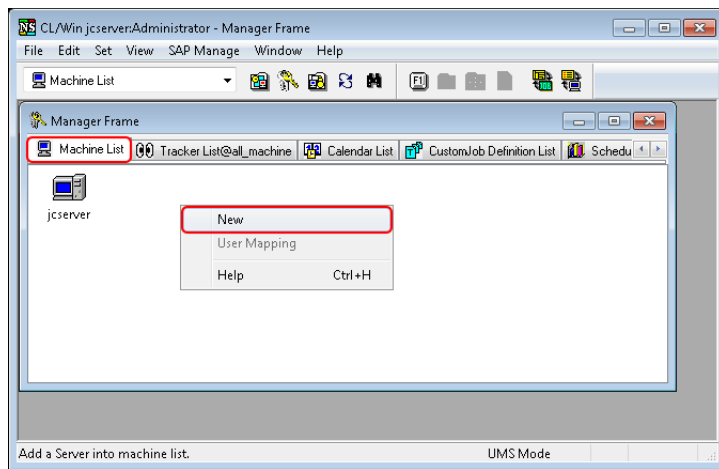 NS CL/Win jcserver:Administrator - Manager Frame
File Edit Set View SAP Manage Window Help
Machine List F1
Manager Frame
Machine List Tracker List@all_machine Calendar List CustomJob Definition List Schedu
jcserver
New
User Mapping
Help Ctrl+H
Add a Server into machine list. UMS Mode